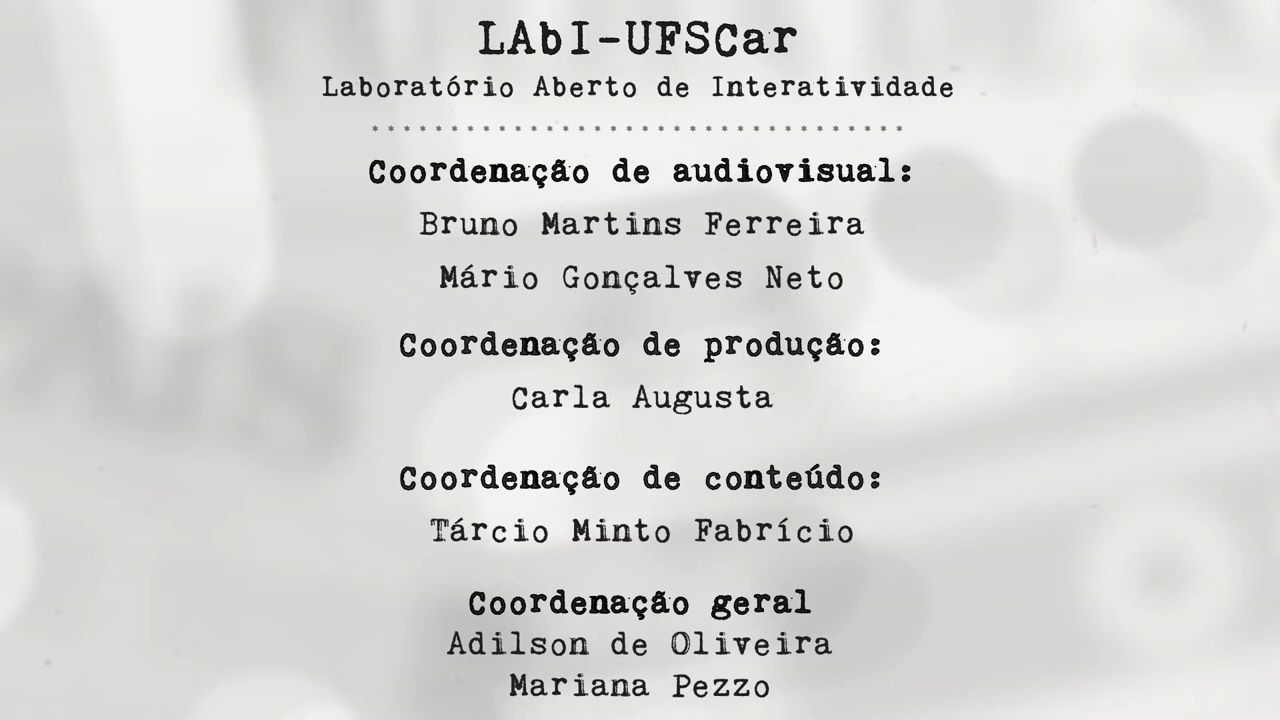 LAbI-UFSCar
Laboratório Aberto de Interatividade
Coordenação de audiovisual:
Bruno Martins Ferreira
Mário Gonçalves Neto
Coordenação de produção:
Carla Augusta
Coordenação de conteúdo:
Tárcio Minto Fabrício
Coordenação geral
Adilson de Oliveira
Mariana Pezzo